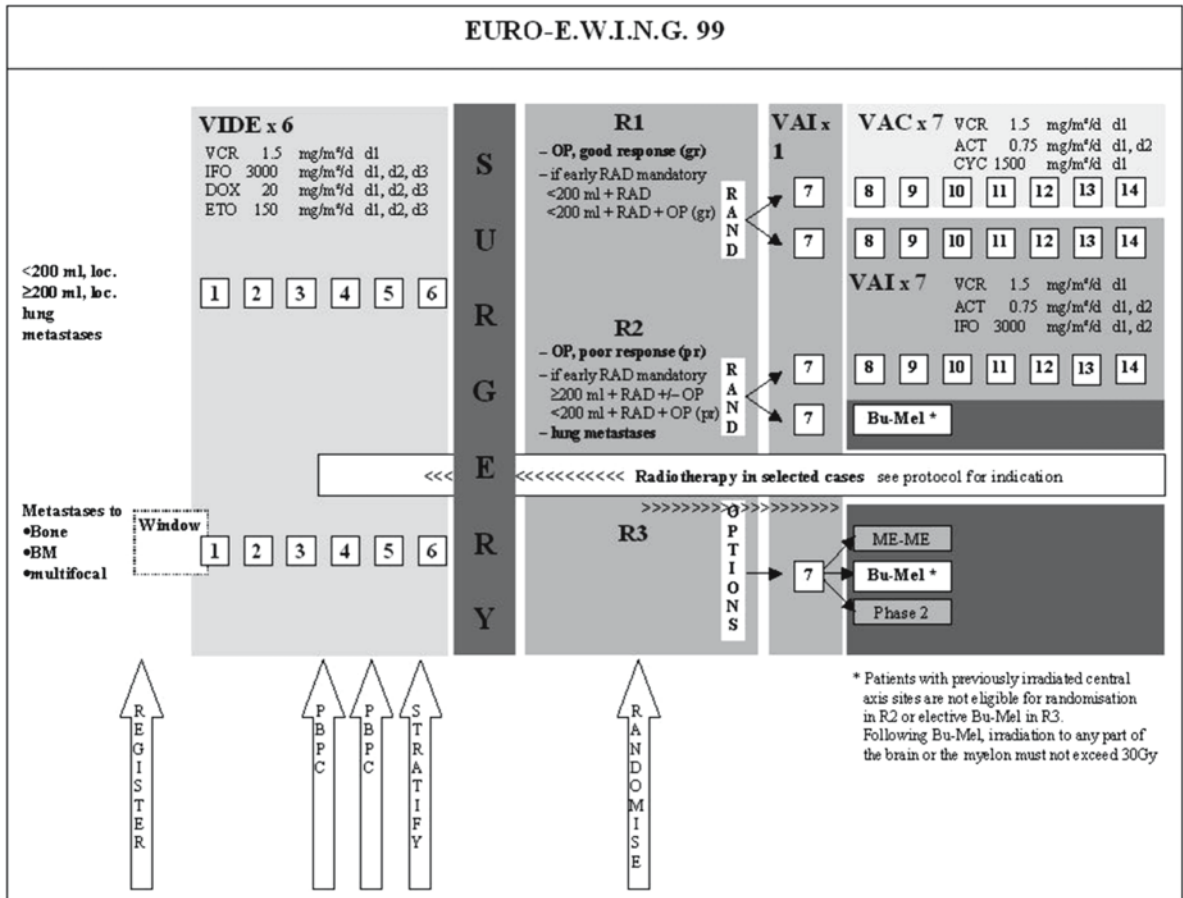 EURO-E.W.I.N.G. 99
VIDE x 6
VCR 1.5 mg/m²/d d1
IFO 3000 mg/m²/d d1, d2, d3
DOX 20 mg/m²/d d1, d2, d3
ETO 150 mg/m²/d d1, d2, d3
<200 ml, loc.
≥200 ml, loc.
lung
metastases
1 2 3 4 5 6
SURGERY
R1
– OP, good response (gr)
– if early RAD mandatory
<200 ml + RAD
<200 ml + RAD + OP (gr)
RAND
VAI x
1
7
7
VAC x 7
VCR 1.5 mg/m²/d d1
ACT 0.75 mg/m²/d d1, d2
CYC 1500 mg/m²/d d1
8 9 10 11 12 13 14
8 9 10 11 12 13 14
VAI x 7
VCR 1.5 mg/m²/d d1
ACT 0.75 mg/m²/d d1, d2
IFO 3000 mg/m²/d d1, d2
R2
– OP, poor response (pr)
– if early RAD mandatory
≥200 ml + RAD +/– OP
<200 ml + RAD + OP (pr)
– lung metastases
RAND
7
7
8 9 10 11 12 13 14
Bu-Mel *
<<< <<<<<<<<<<<< Radiotherapy in selected cases see protocol for indication
>>>>>>>>>>>>>>>>>>>>
Metastases to
•Bone
•BM
•multifocal
Window
1 2 3 4 5 6
R3
OPTIONS
7
ME-ME
Bu-Mel *
Phase 2
REGISTER
PBPC
PBPC
STRATIFY
RANDOMISE
* Patients with previously irradiated central
axis sites are not eligible for randomisation
in R2 or elective Bu-Mel in R3.
Following Bu-Mel, irradiation to any part of
the brain or the myelon must not exceed 30Gy